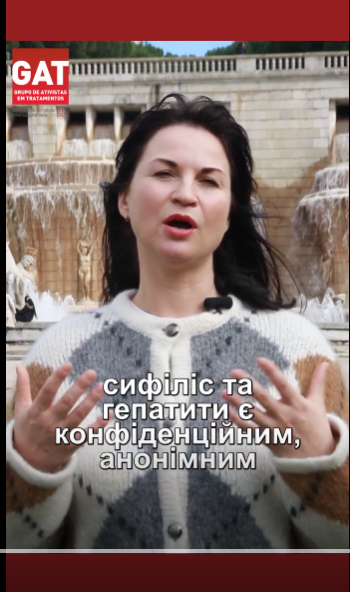 GAT
GRUPO DE ATIVISTAS
EM TRATAMENTOS
сифіліс та
гепатити є
конфіденційним,
анонімним